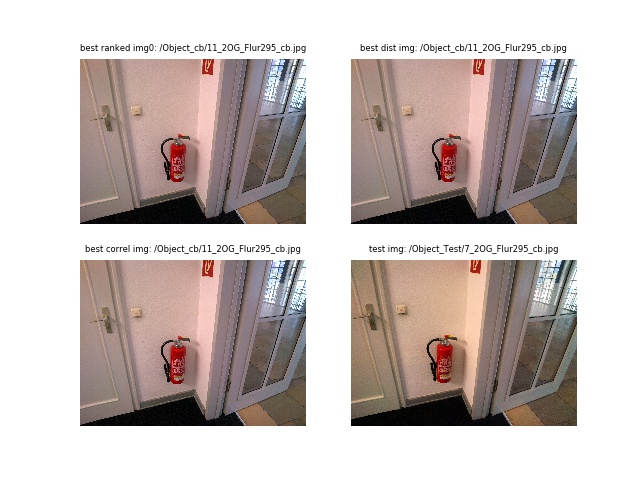 best ranked img0: /Object_cb/11_2OG_Flur295_cb.jpg
best dist img: /Object_cb/11_2OG_Flur295_cb.jpg
best correl img: /Object_cb/11_2OG_Flur295_cb.jpg
test img: /Object_Test/7_2OG_Flur295_cb.jpg